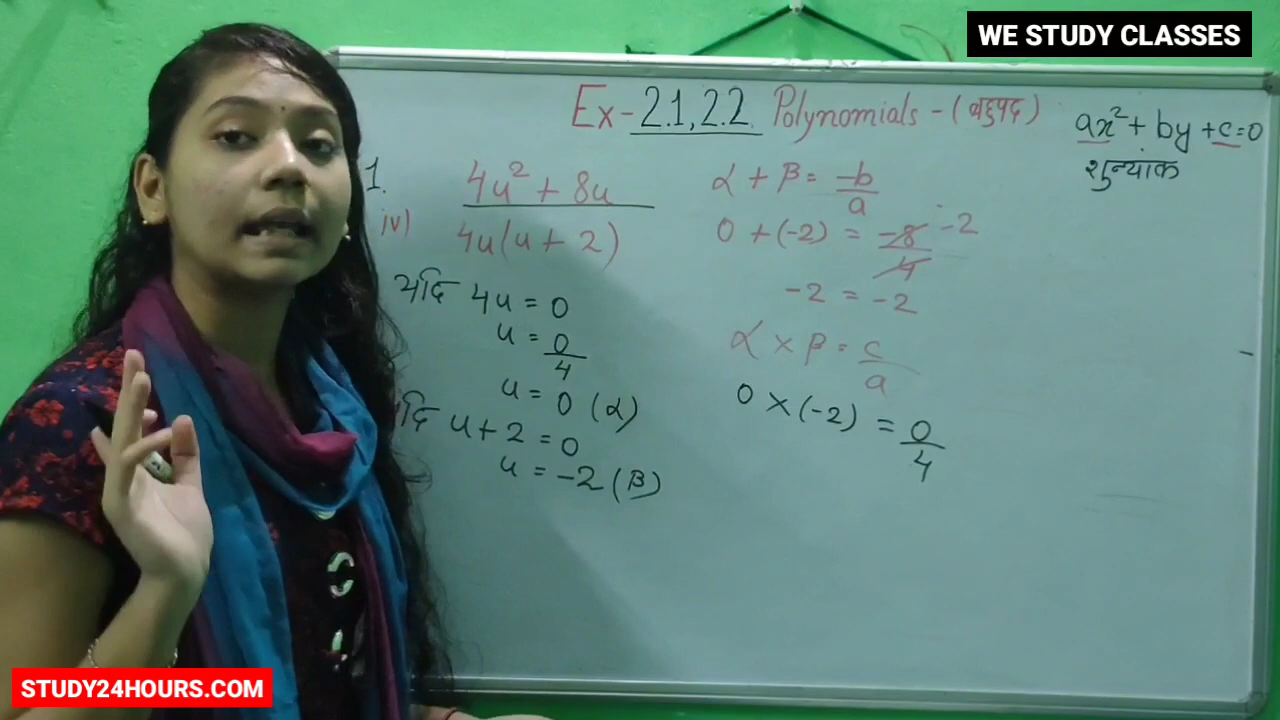 WE STUDY CLASSES
Ex-2.1,2.2 Polynomials - (बहुपद)
ax² + by + c = 0
शुन्यांक
1.
iv)
4u² + 8u
4u(u + 2)
यदि 4u = 0
u = 0/4
u = 0 (α)
यदि u + 2 = 0
u = -2 (β)
α + β = -b/a
0 + (-2) = -8/4 -2
-2 = -2
α × β = c/a
0 × (-2) = 0/4
STUDY24HOURS.COM